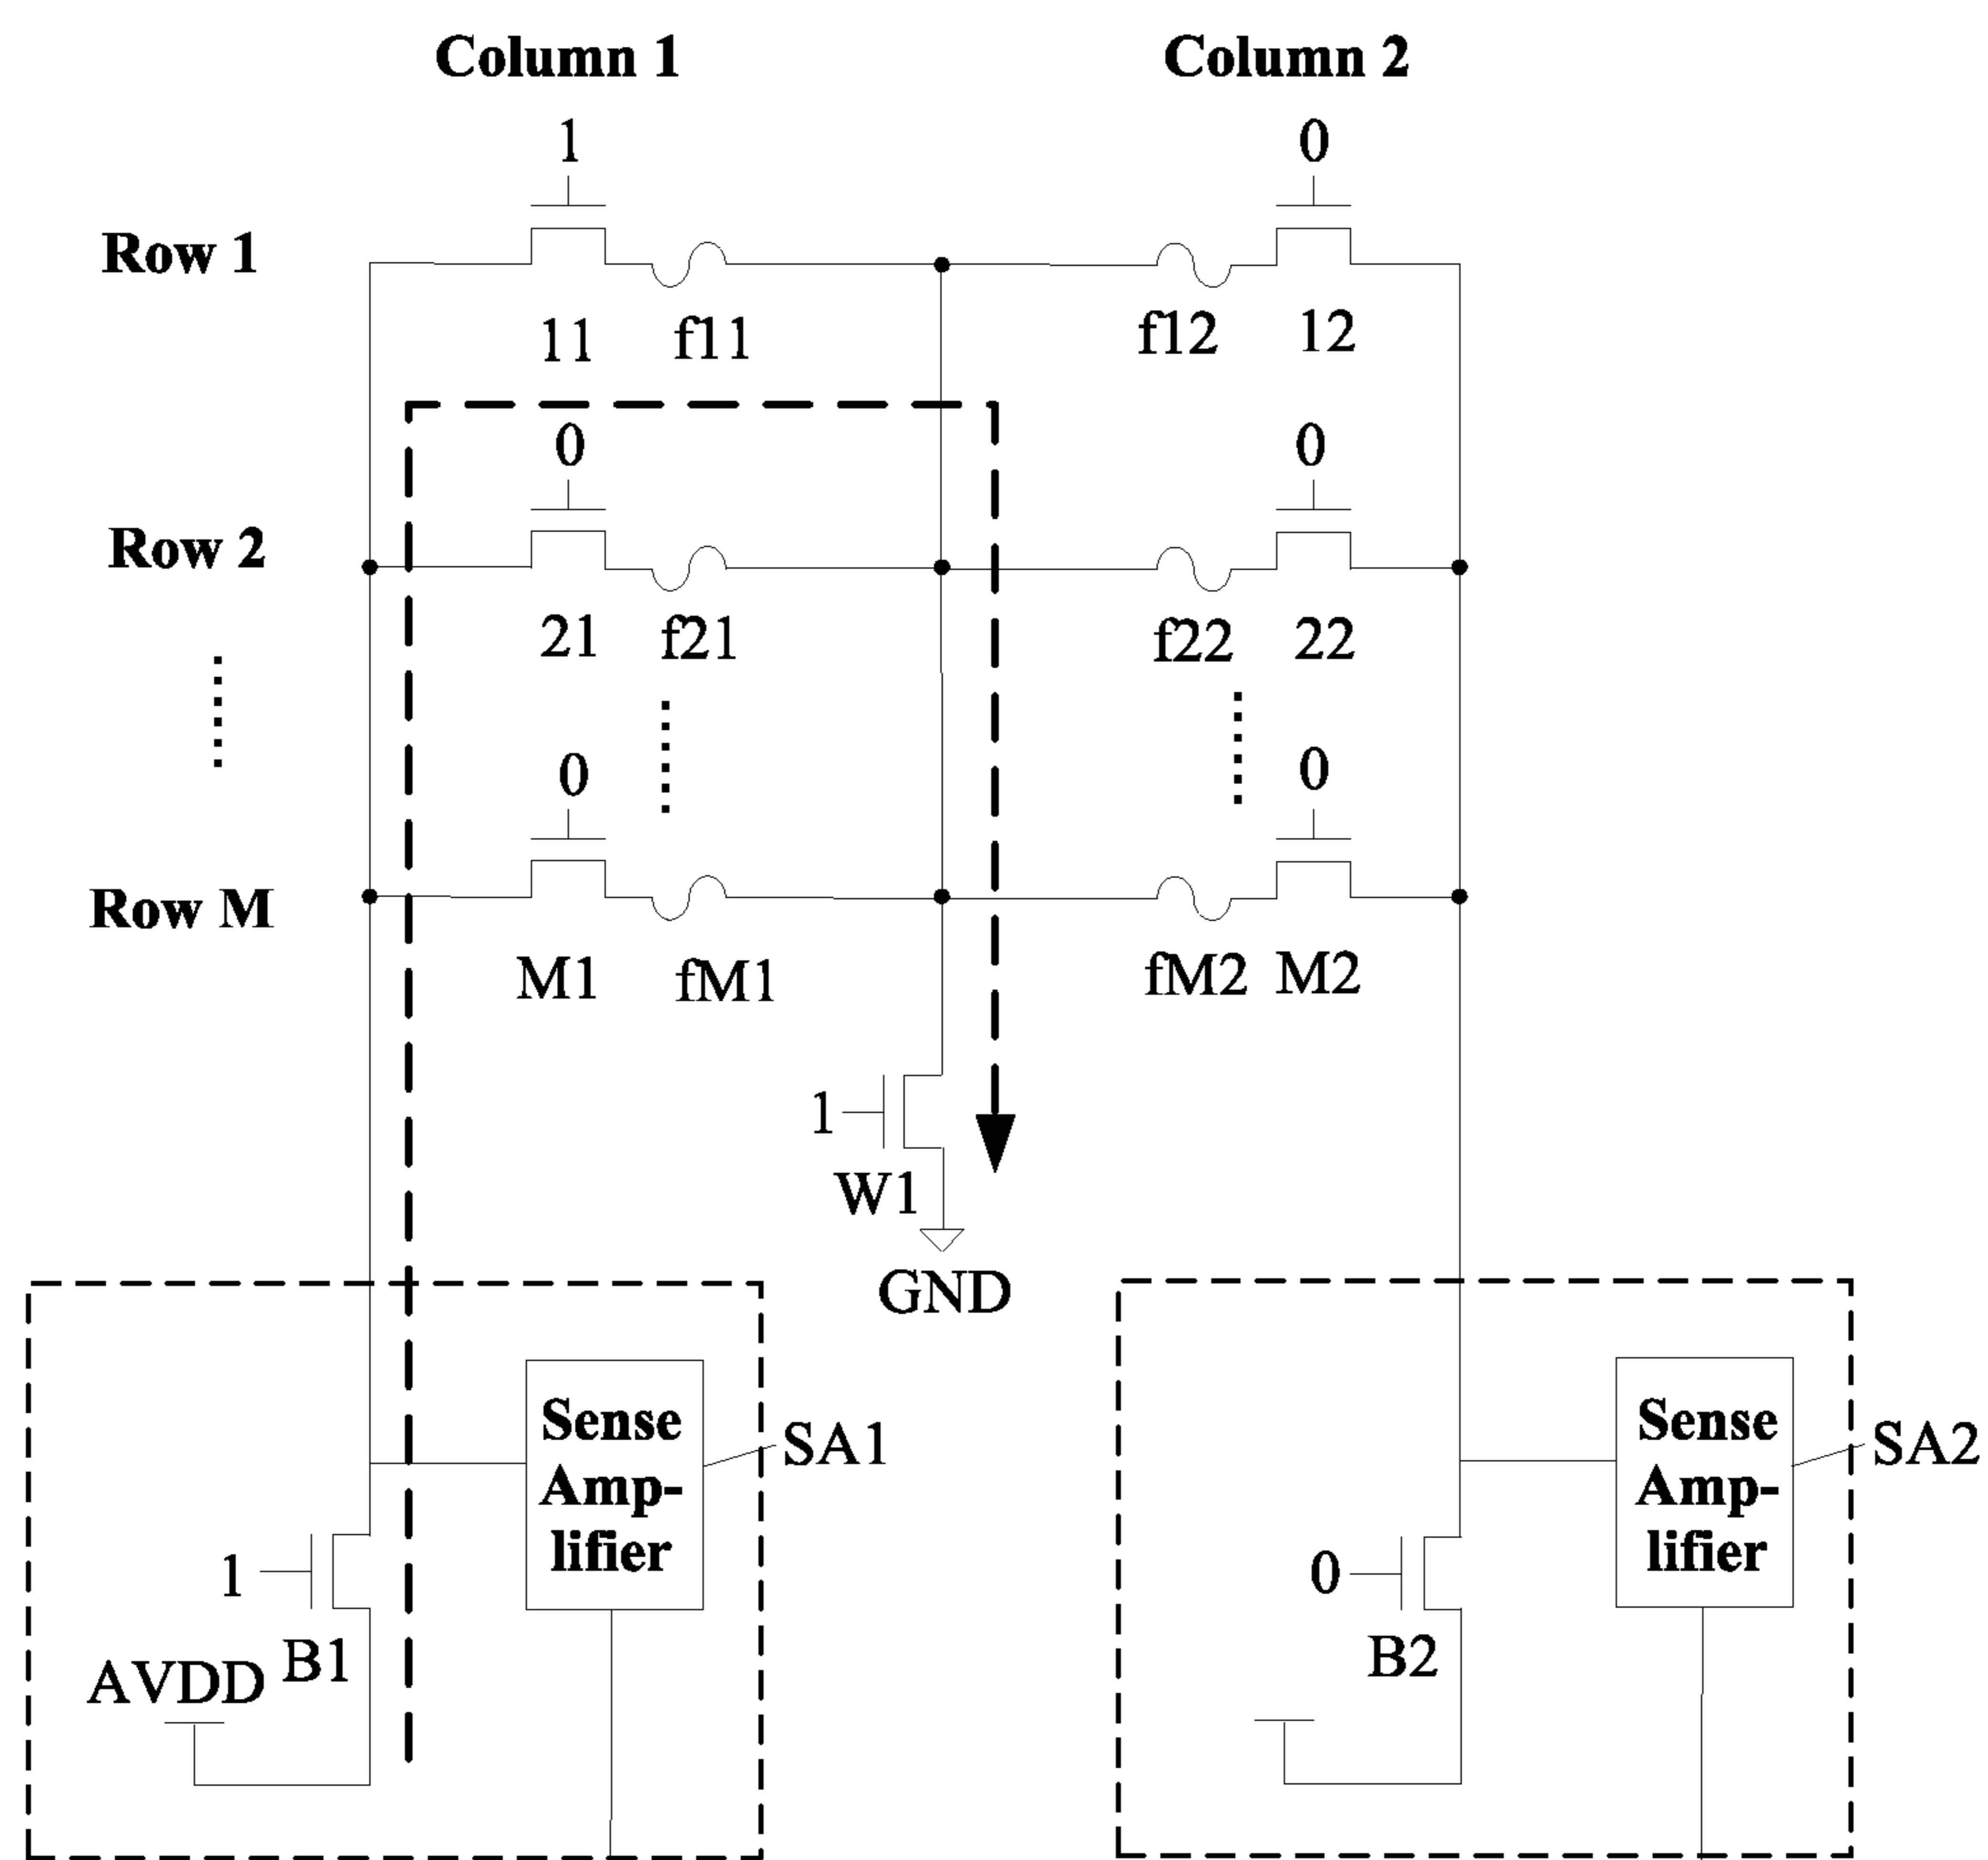 Column 1
Column 2
1
0
Row 1
11
f11
f12
12
0
0
Row 2
21
f21
f22
22
0
0
Row M
M1
fM1
fM2
M2
1
W1
GND
Sense
Amp-
lifier
SA1
Sense
Amp-
lifier
SA2
1
B1
AVDD
0
B2